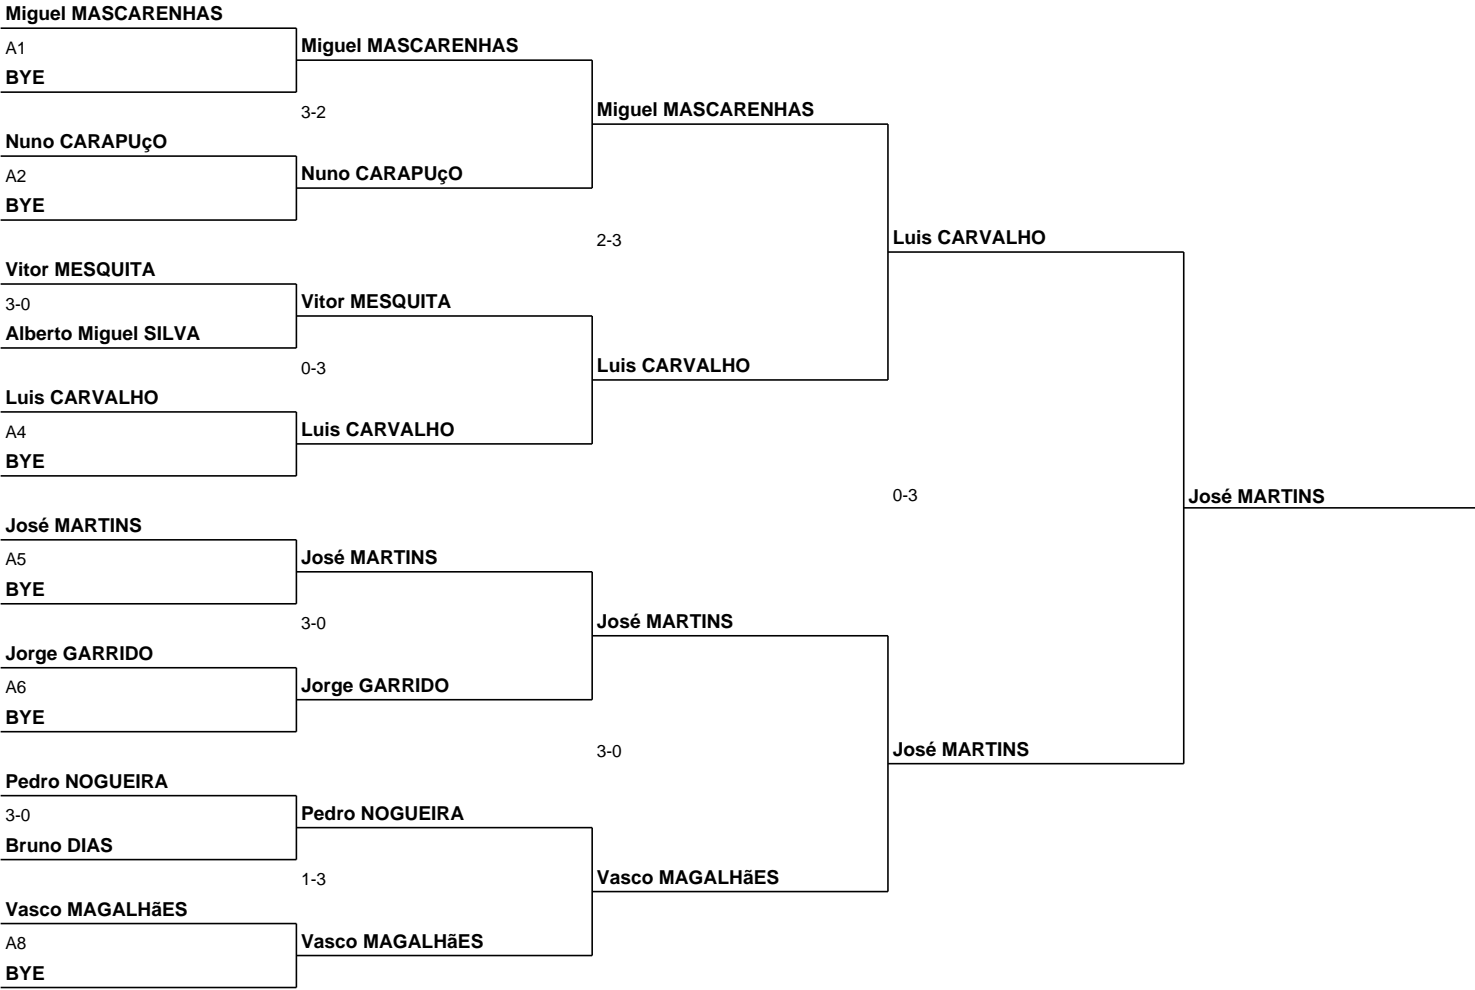 Miguel MASCARENHAS
A1
BYE
Miguel MASCARENHAS
3-2
Miguel MASCARENHAS
Nuno CARAPUçO
A2
BYE
Nuno CARAPUçO
2-3
Luis CARVALHO
Vitor MESQUITA
3-0
Alberto Miguel SILVA
Vitor MESQUITA
0-3
Luis CARVALHO
Luis CARVALHO
A4
BYE
Luis CARVALHO
0-3
José MARTINS
José MARTINS
A5
BYE
José MARTINS
3-0
José MARTINS
Jorge GARRIDO
A6
BYE
Jorge GARRIDO
3-0
José MARTINS
Pedro NOGUEIRA
3-0
Bruno DIAS
Pedro NOGUEIRA
1-3
Vasco MAGALHãES
Vasco MAGALHãES
A8
BYE
Vasco MAGALHãES